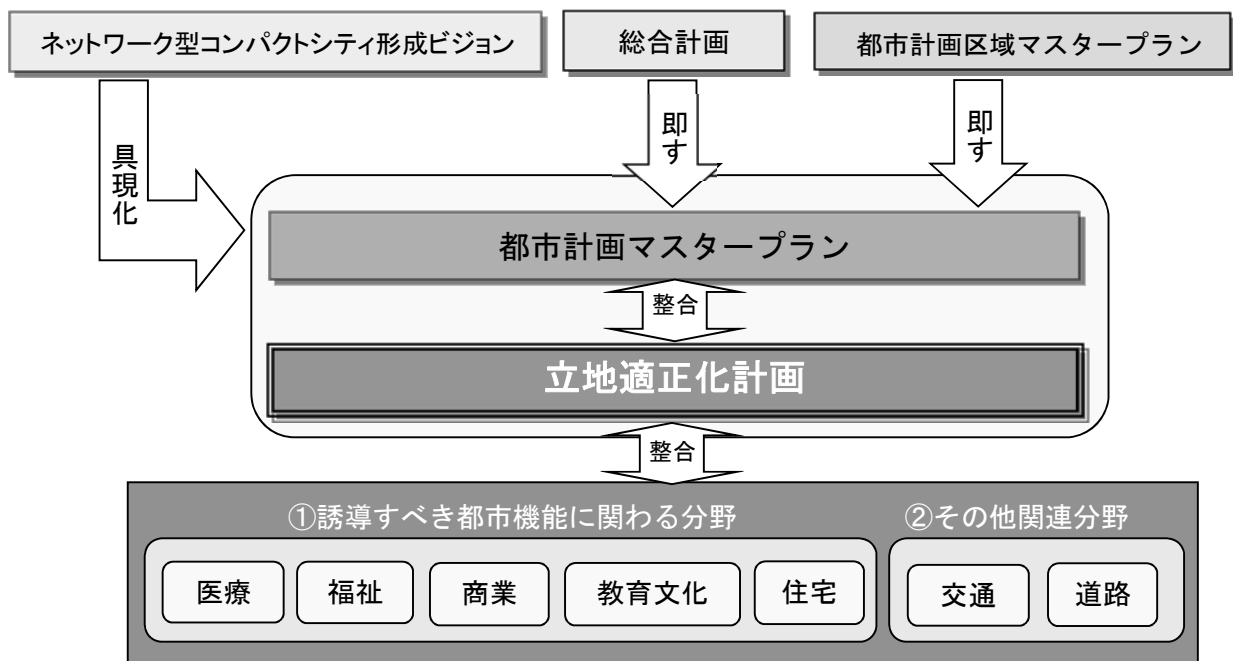 ネットワーク型コンパクトシティ形成ビジョン
総合計画
都市計画区域マスタープラン
具現化
即す
即す
都市計画マスタープラン
整合
立地適正化計画
整合
①誘導すべき都市機能に関わる分野
②その他関連分野
医療
福祉
商業
教育文化
住宅
交通
道路